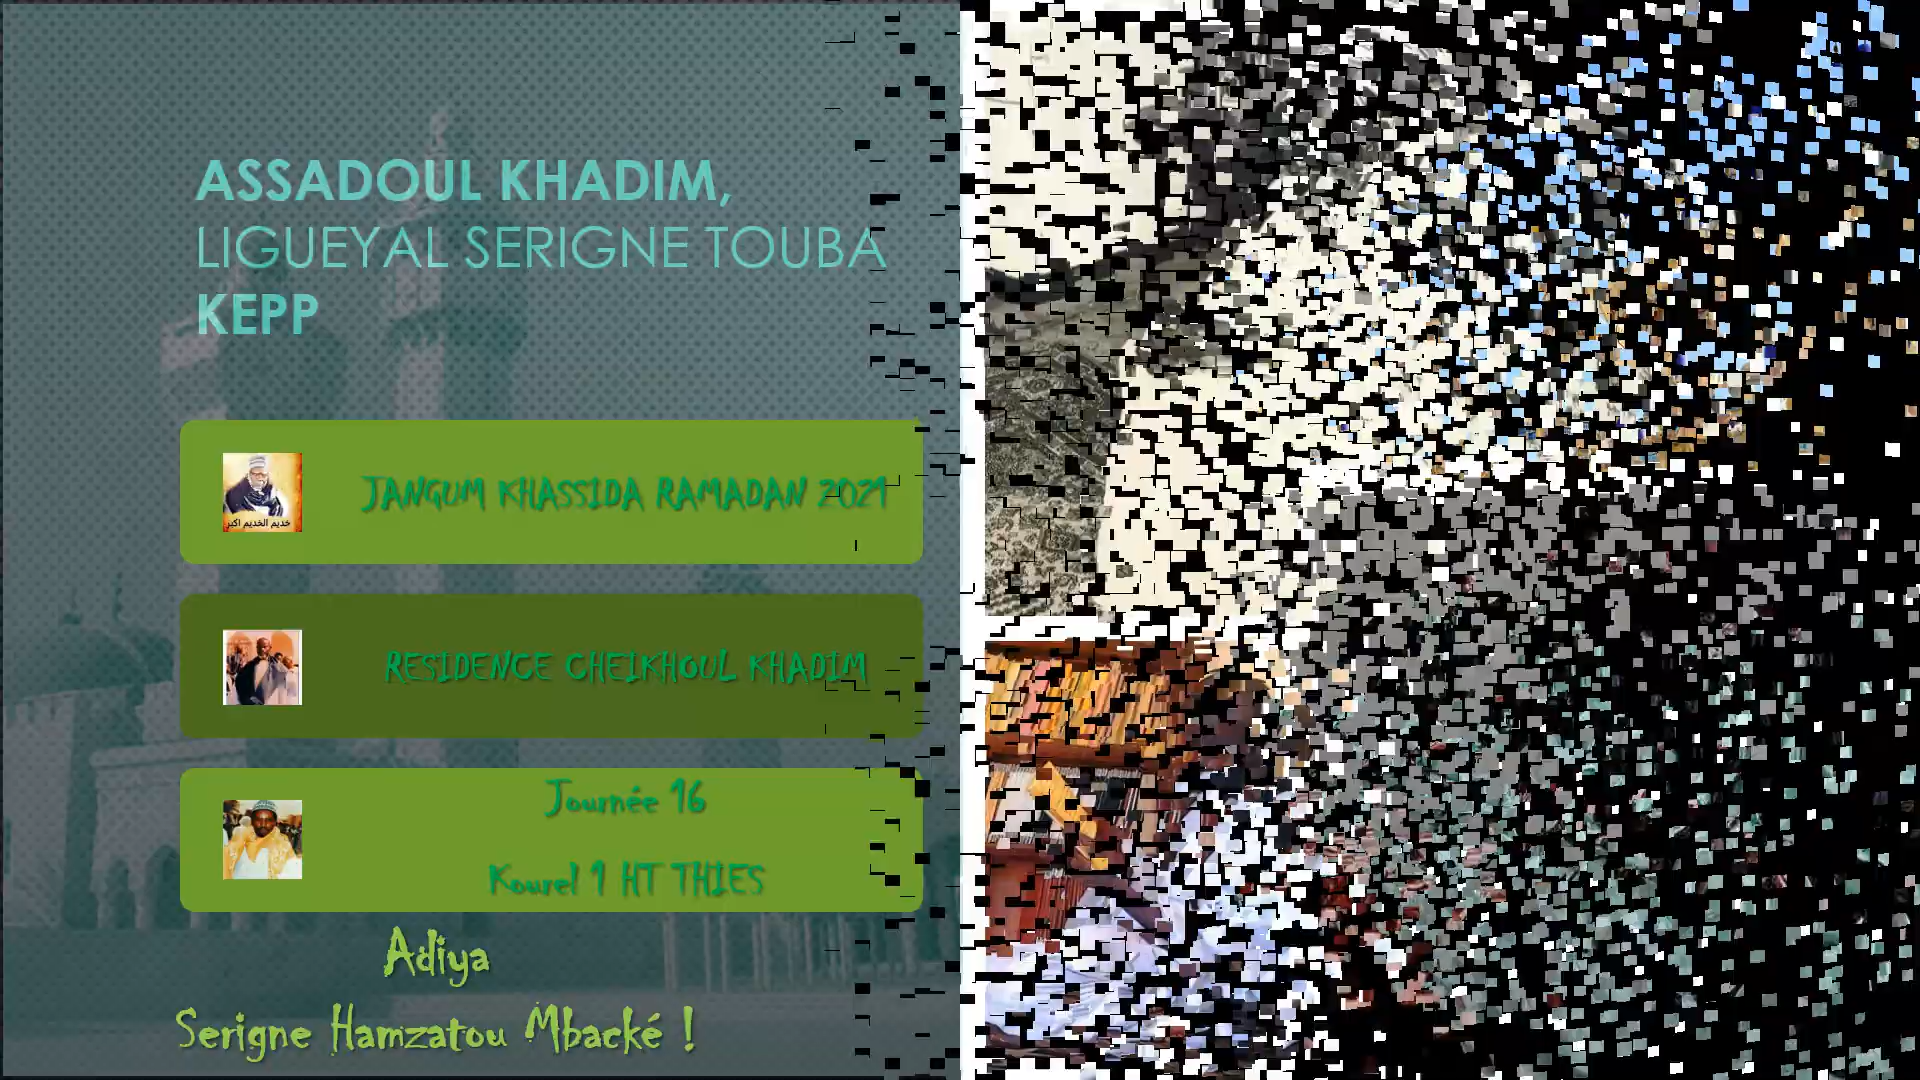 ASSADOUL KHADIM,
LIGUEYAL SERIGNE TOUBA
KEPP
خديم الخديم اكبر
JANGUM KHASSIDA RAMADAN 2021
RESIDENCE CHEIKHOUL KHADIM
Journée 16
Kourel 1 HT THIES
Adiya
Serigne Hamzatou Mbacké !